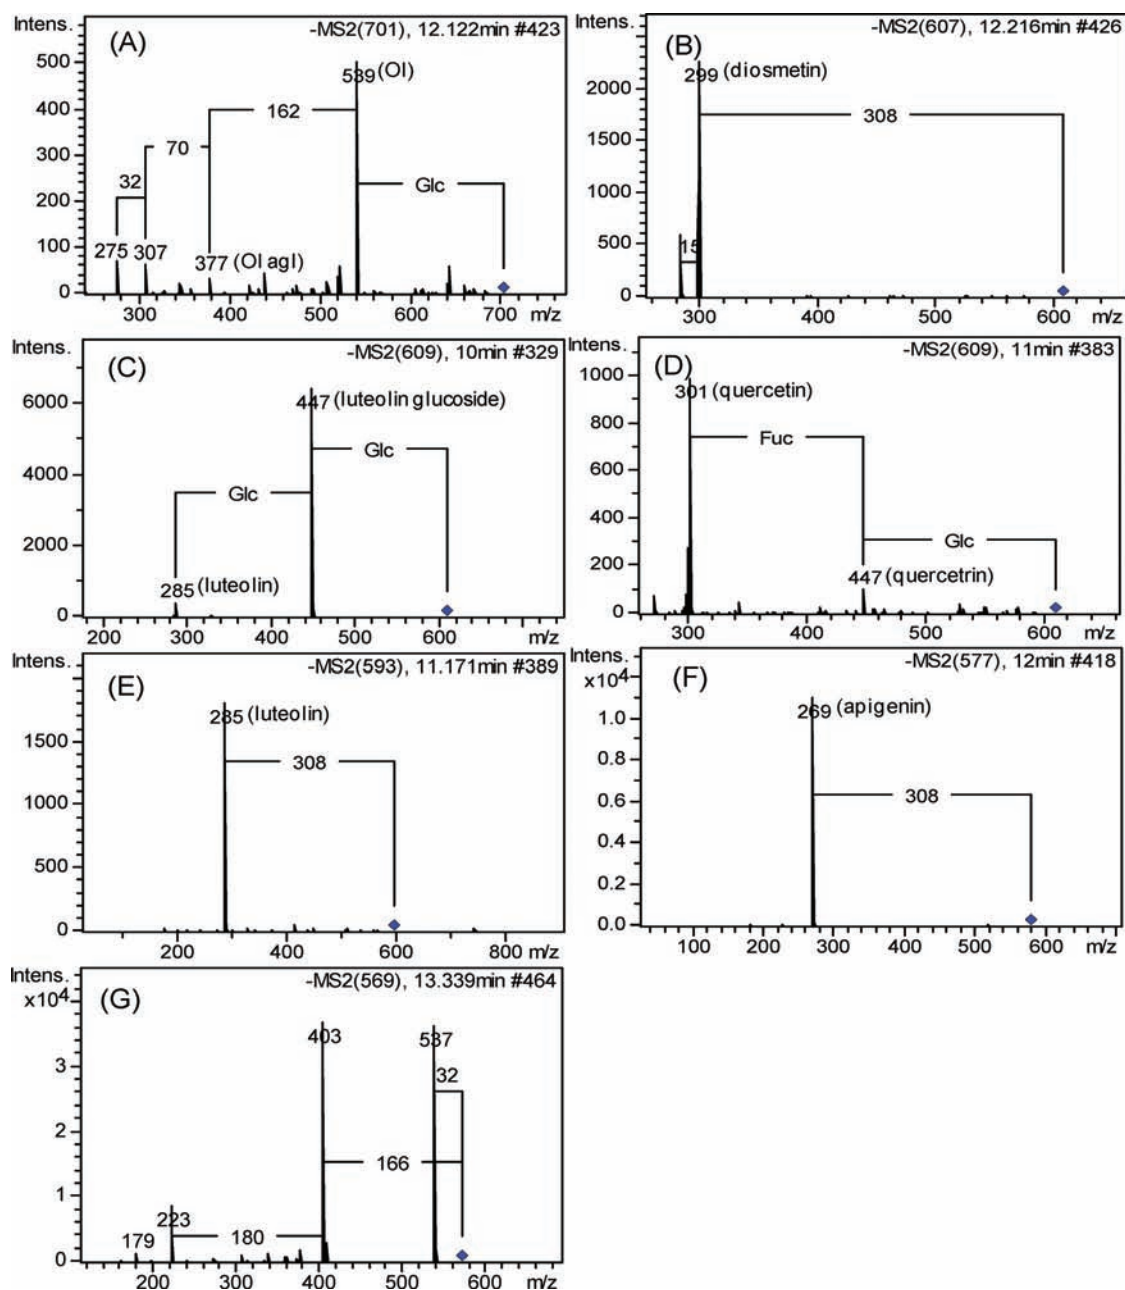 Intens.
(A)
-MS2(701), 12.122min #423
500
400
300
200
100
0
539 (Ol)
162
70
32
Glc
275
307
377 (Ol agl)
300
400
500
600
700
m/z
Intens.
(B)
-MS2(607), 12.216min #426
2000
1500
1000
500
0
299 (diosmetin)
308
15
300
400
500
600
m/z
Intens.
(C)
-MS2(609), 10min #329
6000
4000
2000
0
447 (luteolin glucoside)
Glc
Glc
285 (luteolin)
200
300
400
500
600
m/z
Intens.
(D)
-MS2(609), 11min #383
1000
800
600
400
200
0
301 (quercetin)
Fuc
Glc
447 (quercetrin)
300
400
500
600
m/z
Intens.
(E)
-MS2(593), 11.171min #389
1500
1000
500
0
285 (luteolin)
308
200
400
600
800
m/z
Intens.
x10⁴
(F)
-MS2(577), 12min #418
1.0
0.8
0.6
0.4
0.2
0.0
269 (apigenin)
308
100
200
300
400
500
600
m/z
Intens.
x10⁴
(G)
-MS2(569), 13.339min #464
3
2
1
0
403
537
32
166
223
179
180
200
300
400
500
600
m/z